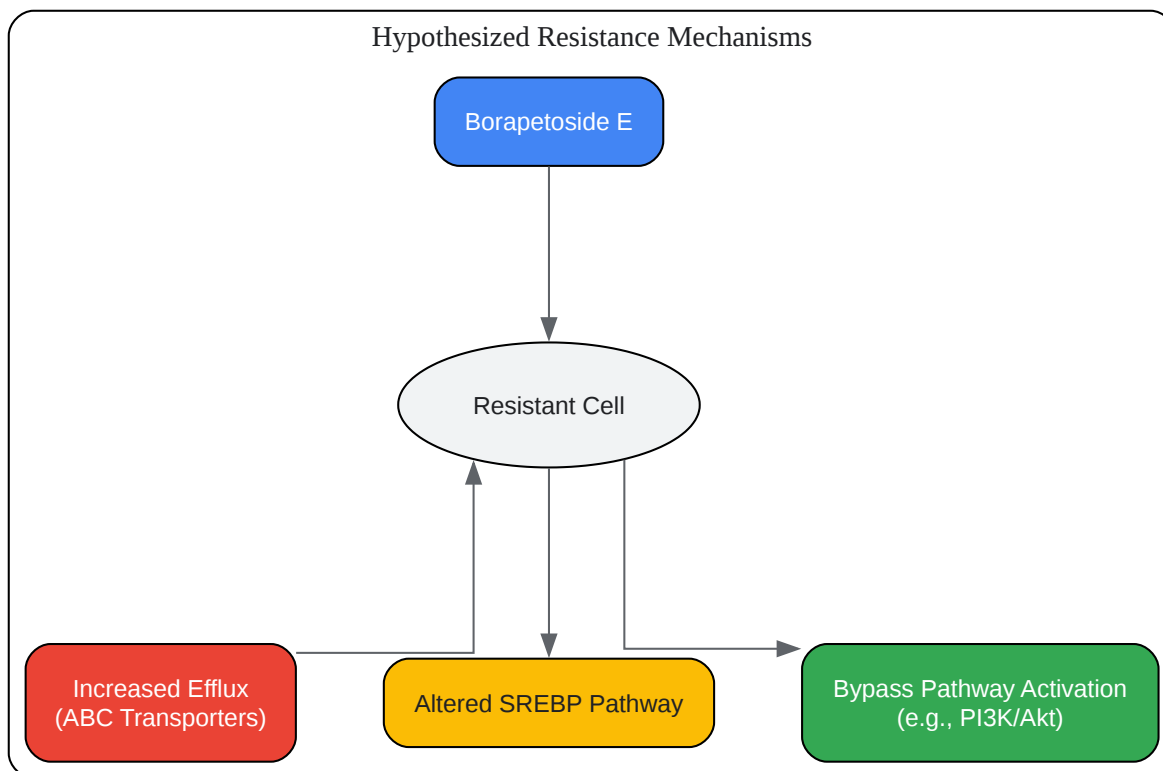 Hypothesized Resistance Mechanisms
Borapetoside E
Resistant Cell
Increased Efflux
(ABC Transporters)
Altered SREBP Pathway
Bypass Pathway Activation
(e.g., PI3K/Akt)